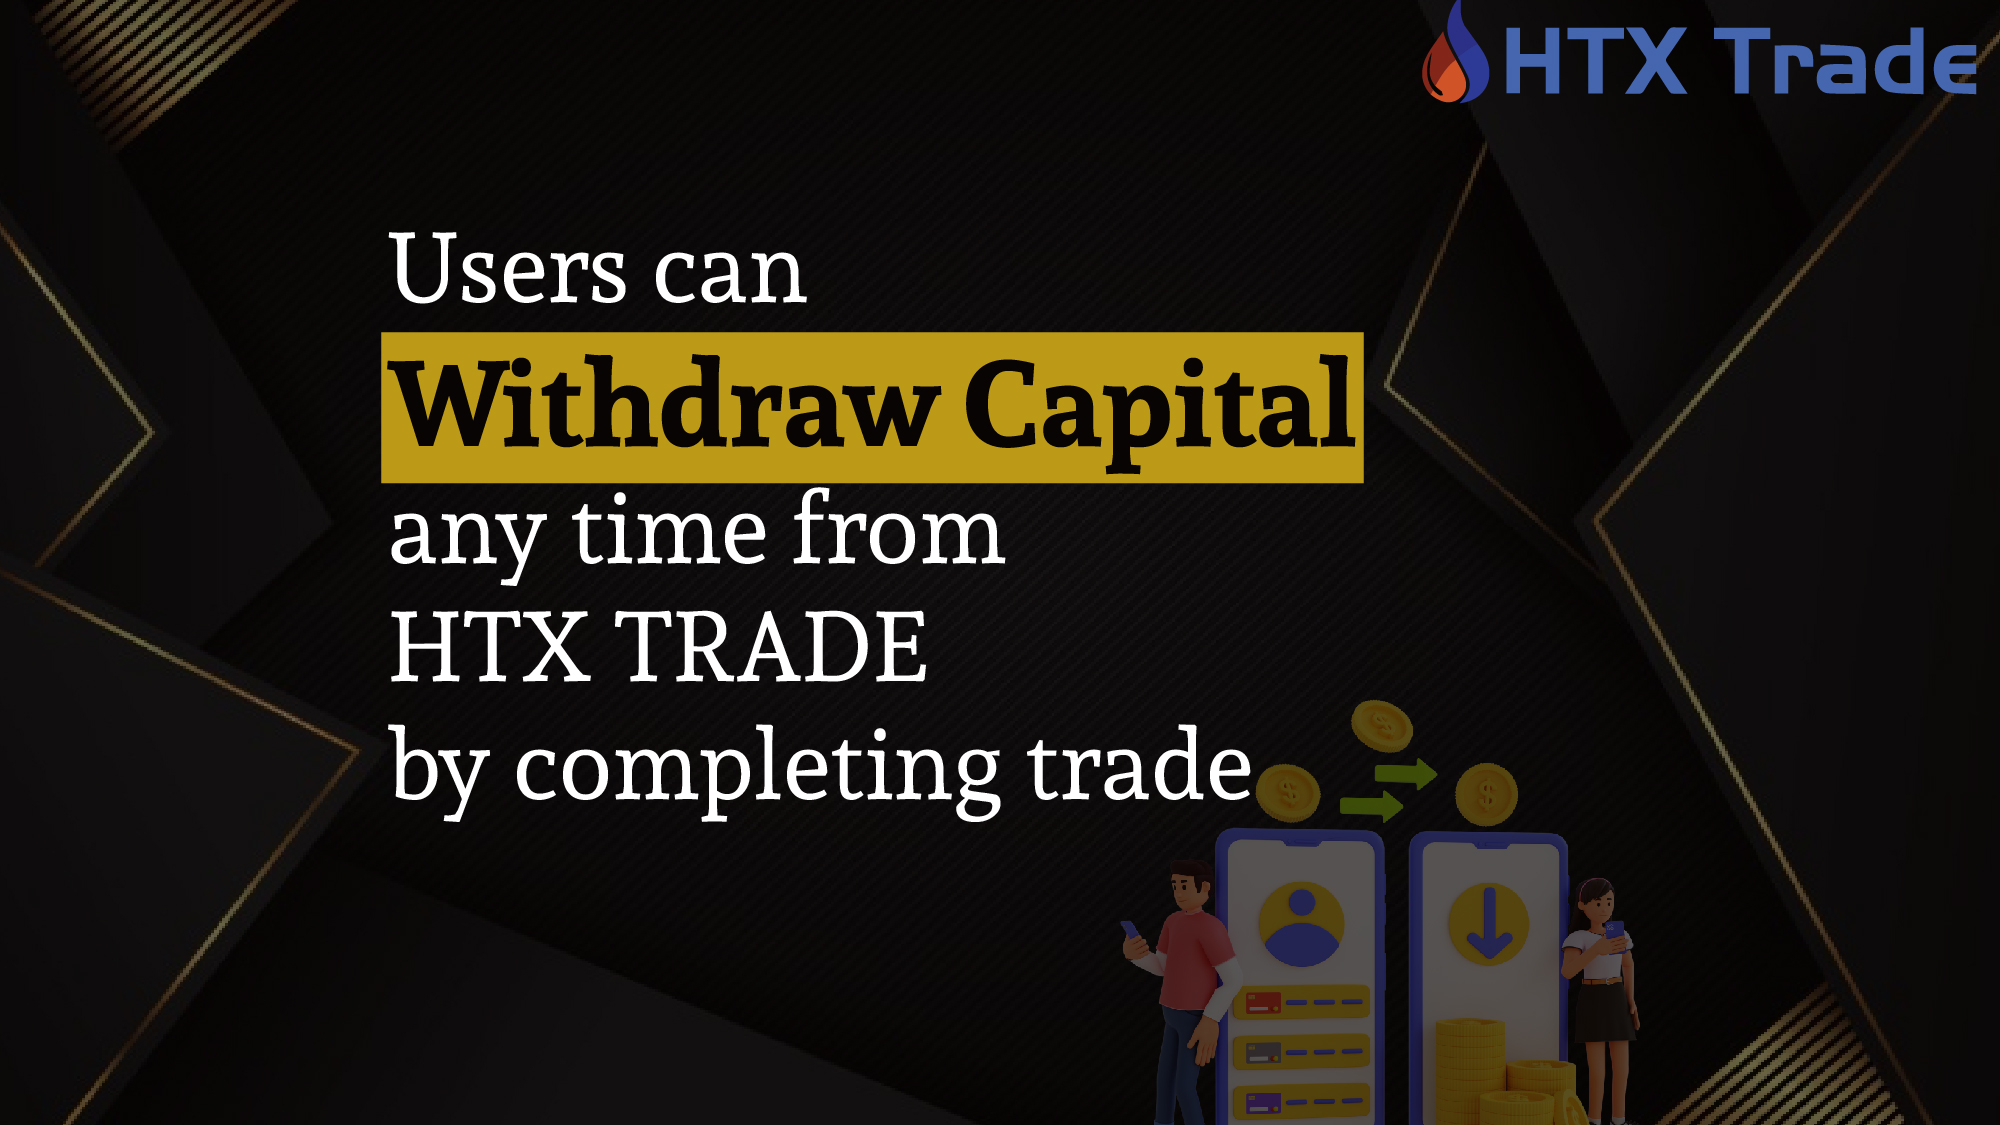 HTX Trade
Users can
Withdraw Capital
any time from
HTX TRADE
by completing trade